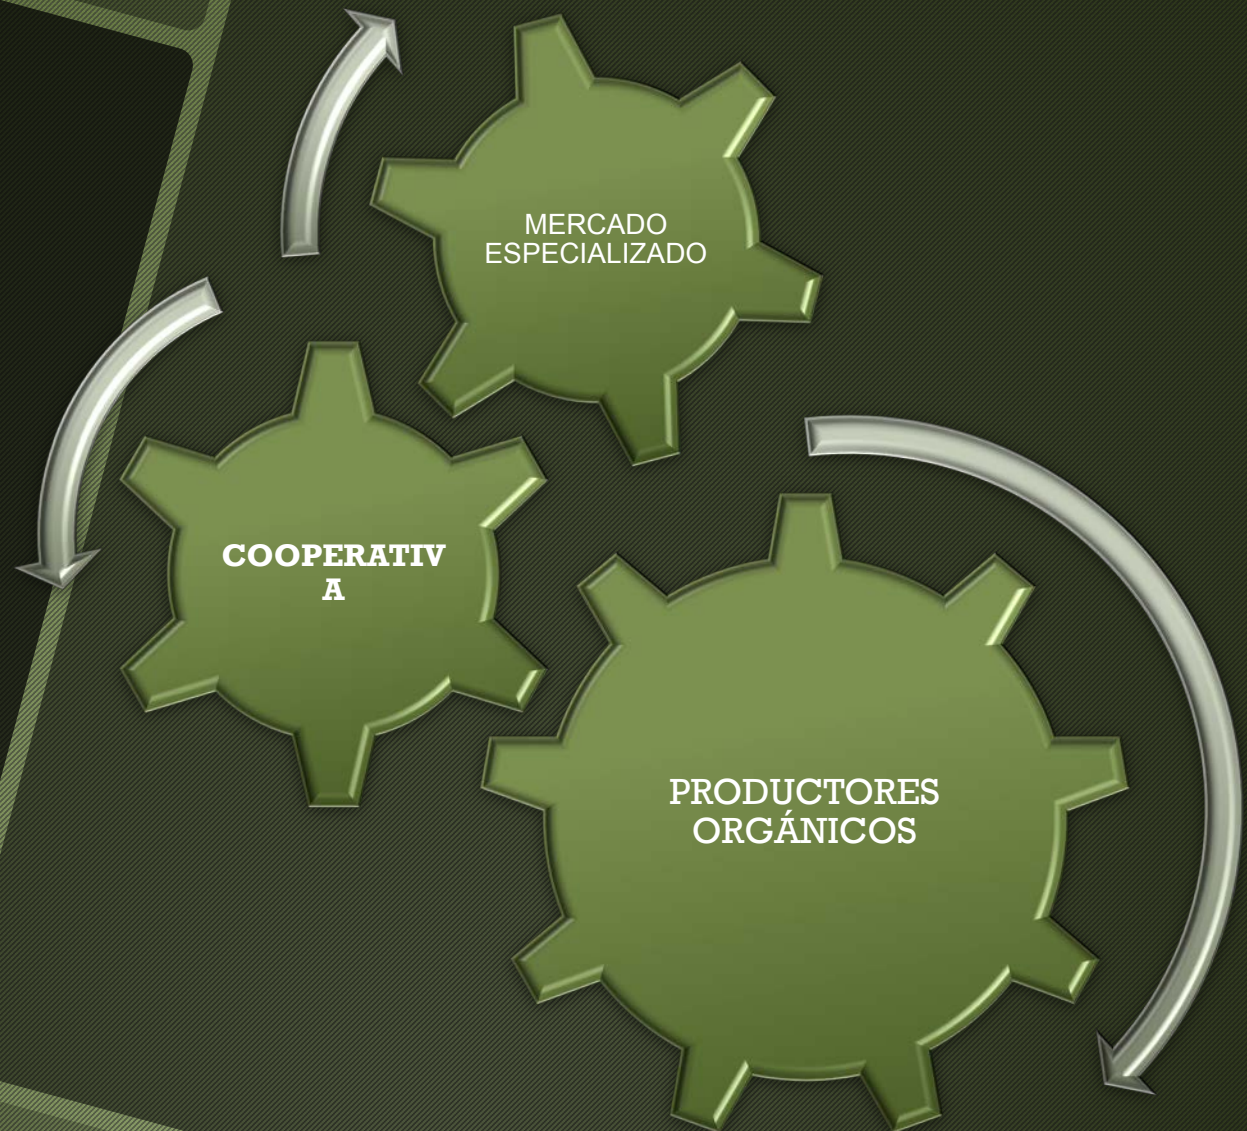 MERCADO
ESPECIALIZADO
COOPERATIV
A
PRODUCTORES
ORGÁNICOS